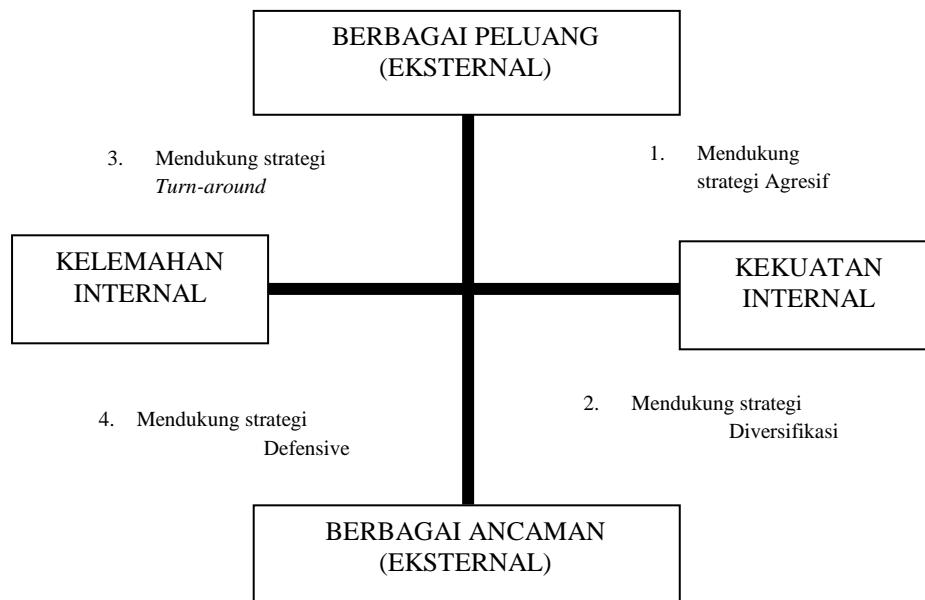 BERBAGAI PELUANG
(EKSTERNAL)
3. Mendukung strategi
Turn-around
1. Mendukung
strategi Agresif
KELEMAHAN
INTERNAL
KEKUATAN
INTERNAL
4. Mendukung strategi
Defensive
2. Mendukung strategi
Diversifikasi
BERBAGAI ANCAMAN
(EKSTERNAL)